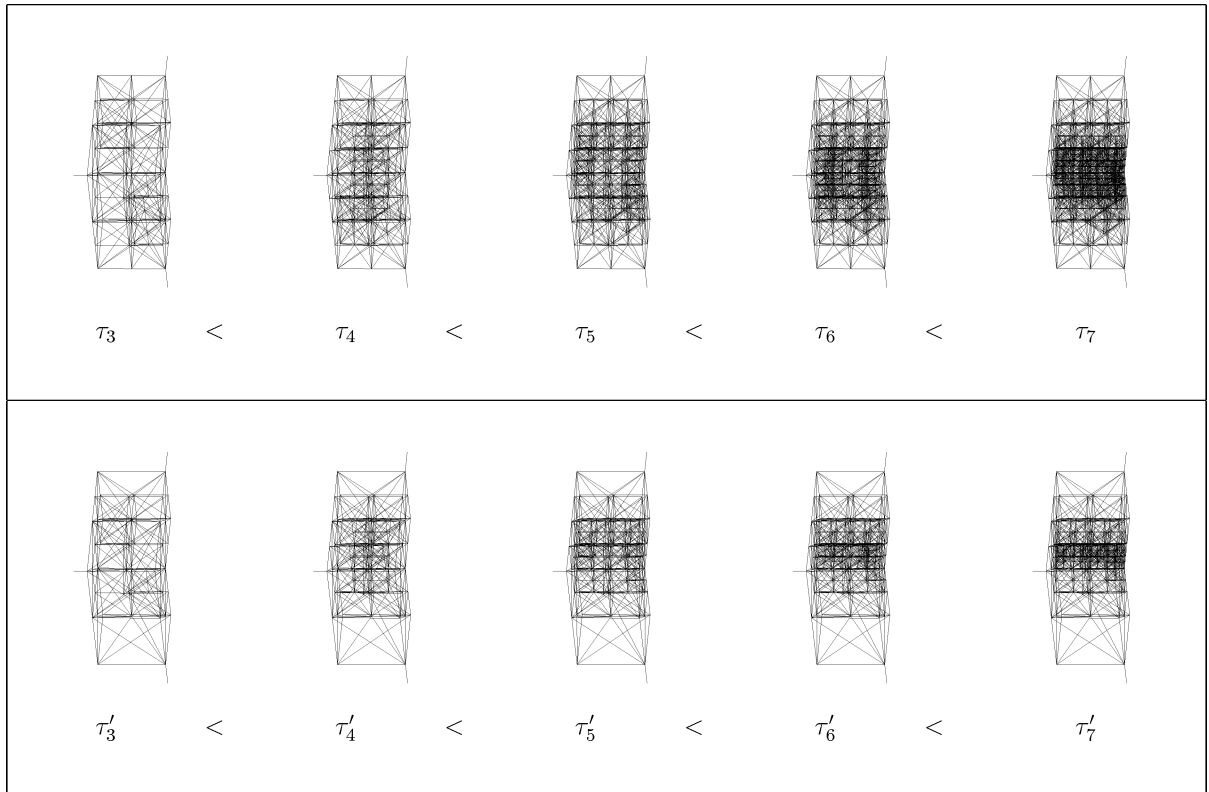 τ₃ < τ₄ < τ₅ < τ₆ < τ₇
τ′₃ < τ′₄ < τ′₅ < τ′₆ < τ′₇